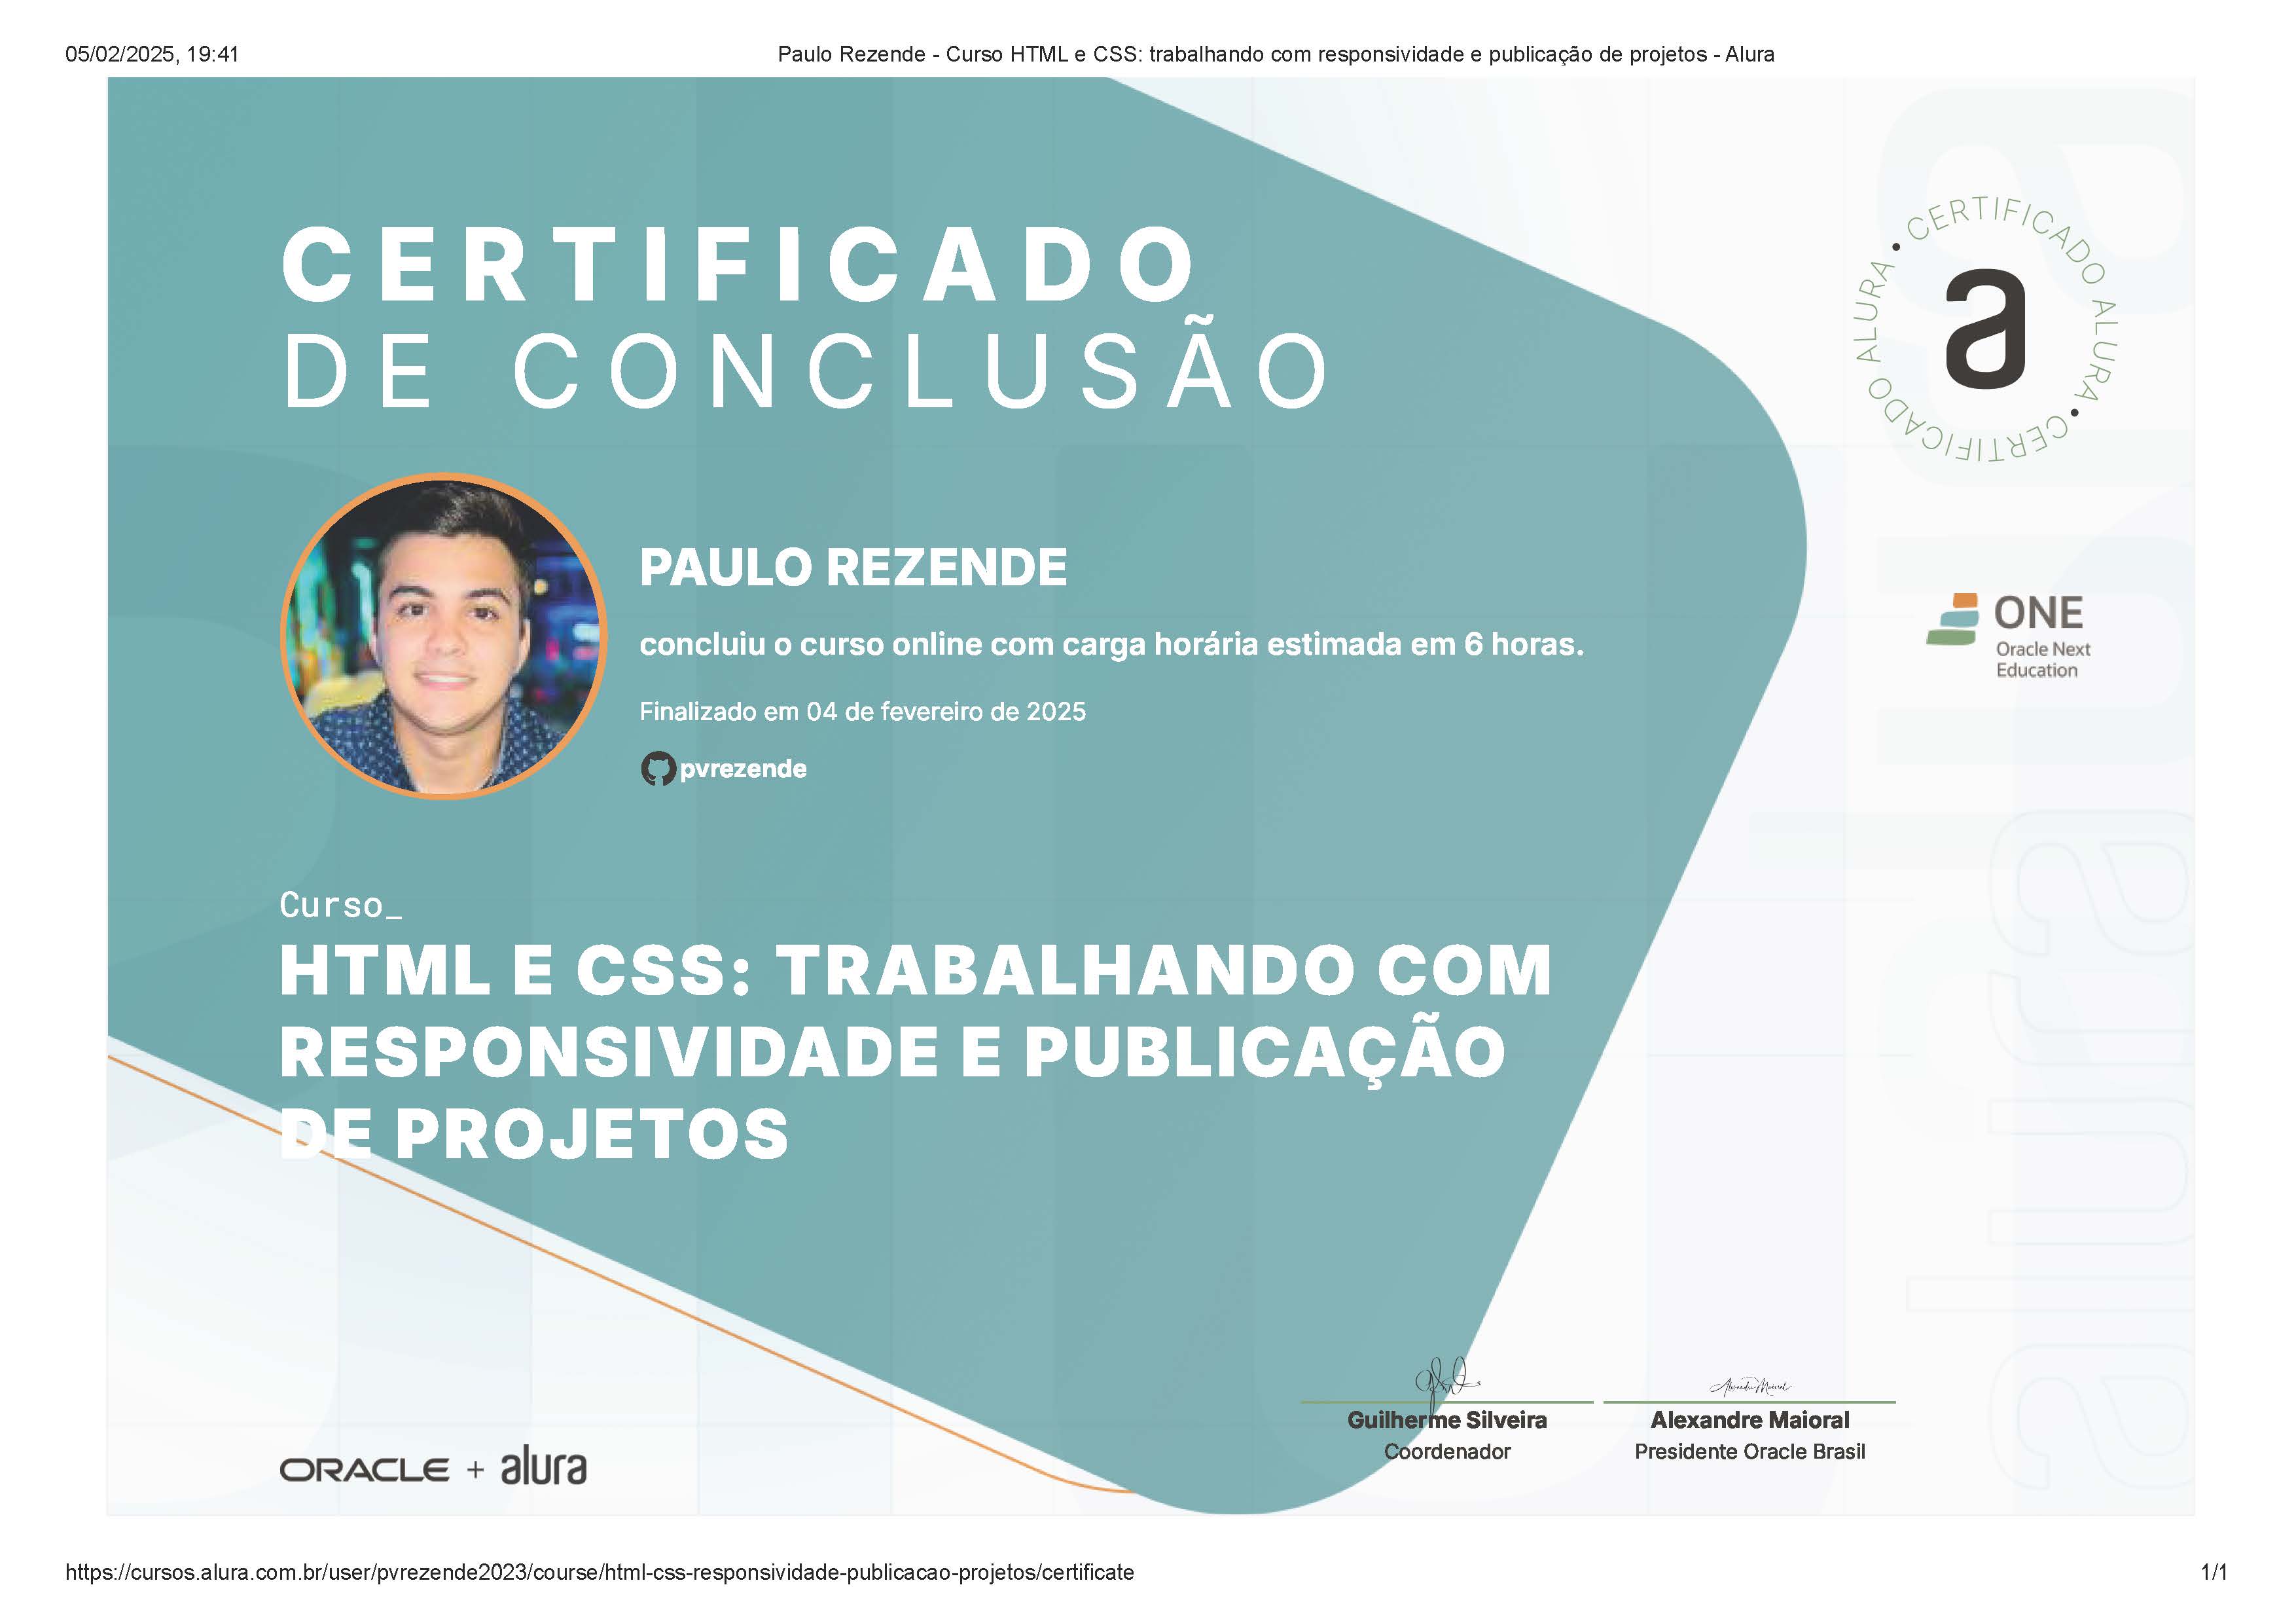 05/02/2025, 19:41
Paulo Rezende - Curso HTML e CSS: trabalhando com responsividade e publicação de projetos - Alura
CERTIFICADO
DE CONCLUSÃO
• CERTIFICADO ALURA • CERTIFICADO ALURA
a
PAULO REZENDE
concluiu o curso online com carga horária estimada em 6 horas.
Finalizado em 04 de fevereiro de 2025
pvrezende
ONE
Oracle Next
Education
Curso_
HTML E CSS: TRABALHANDO COM
RESPONSIVIDADE E PUBLICAÇÃO
DE PROJETOS
alura
Guilherme Silveira
Coordenador
Alexandre Maioral
Presidente Oracle Brasil
ORACLE + alura
https://cursos.alura.com.br/user/pvrezende2023/course/html-css-responsividade-publicacao-projetos/certificate
1/1